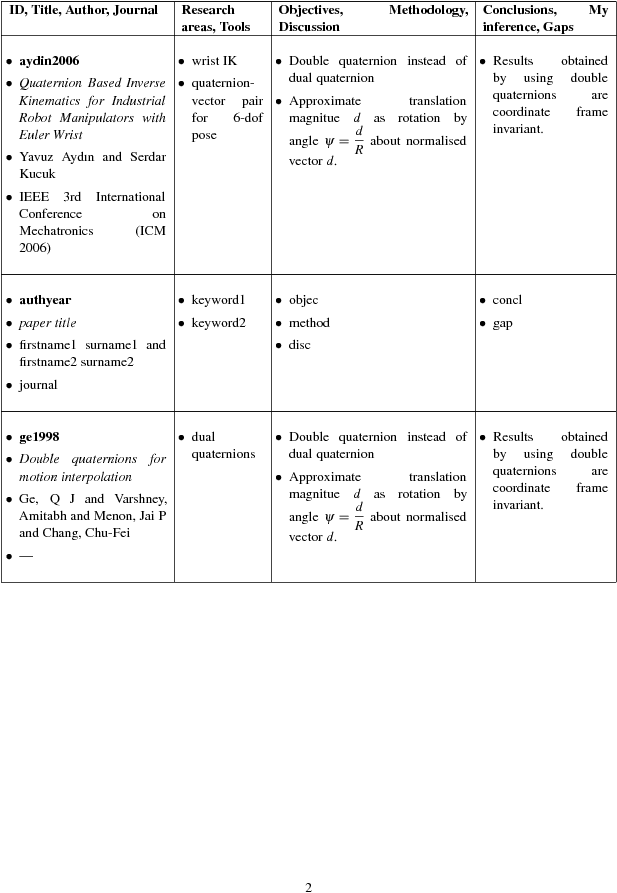 ID, Title, Author, Journal
Research
areas, Tools
Objectives, Methodology,
Discussion
Conclusions, My
inference, Gaps
• aydin2006
• Quaternion Based Inverse
Kinematics for Industrial
Robot Manipulators with
Euler Wrist
• Yavuz Aydın and Serdar
Kucuk
• IEEE 3rd International
Conference on
Mechatronics (ICM
2006)
• wrist IK
• quaternion-
vector pair
for 6-dof
pose
• Double quaternion instead of
dual quaternion
• Approximate translation
magnitue d as rotation by
angle ψ = d/R about normalised
vector d.
• Results obtained
by using double
quaternions are
coordinate frame
invariant.
• authyear
• paper title
• firstname1 surname1 and
firstname2 surname2
• journal
• keyword1
• keyword2
• objec
• method
• disc
• concl
• gap
• ge1998
• Double quaternions for
motion interpolation
• Ge, Q J and Varshney,
Amitabh and Menon, Jai P
and Chang, Chu-Fei
• —
• dual
quaternions
• Double quaternion instead of
dual quaternion
• Approximate translation
magnitue d as rotation by
angle ψ = d/R about normalised
vector d.
• Results obtained
by using double
quaternions are
coordinate frame
invariant.
2